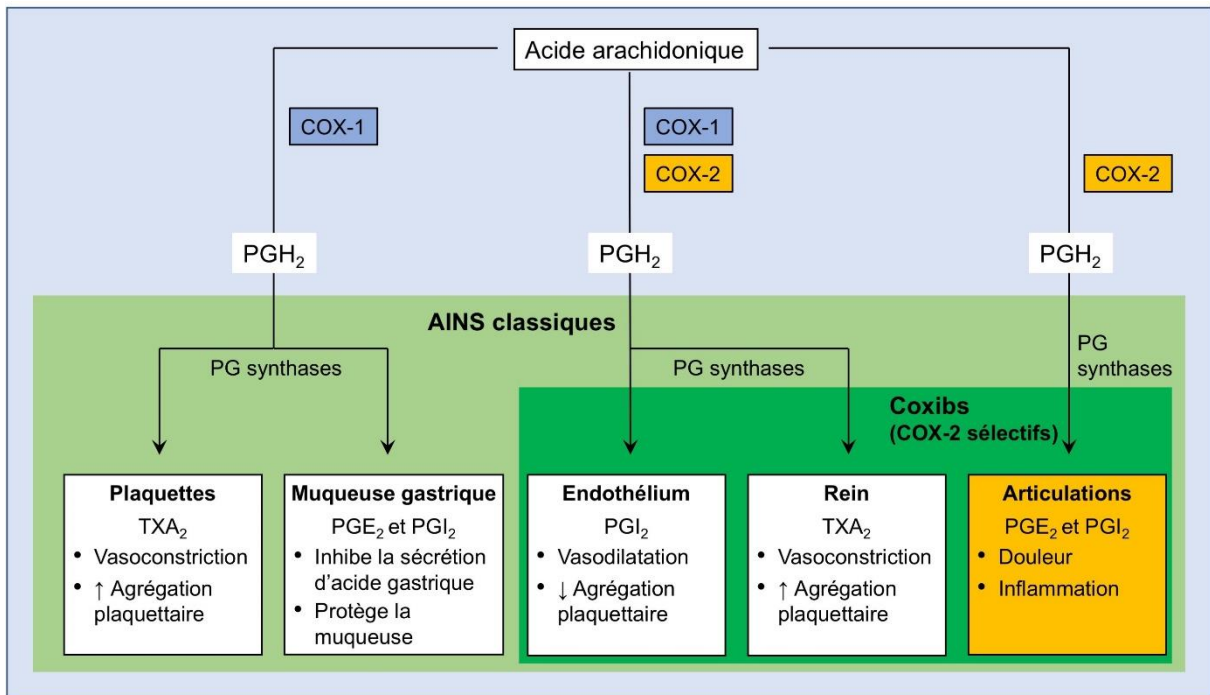 Acide arachidonique
COX-1
COX-1
COX-2
COX-2
PGH₂
PGH₂
PGH₂
AINS classiques
PG synthases
PG synthases
PG
synthases
Coxibs
(COX-2 sélectifs)
Plaquettes
TXA₂
• Vasoconstriction
• ↑ Agrégation
plaquettaire
Muqueuse gastrique
PGE₂ et PGI₂
• Inhibe la sécrétion
d’acide gastrique
• Protège la
muqueuse
Endothélium
PGI₂
• Vasodilatation
• ↓ Agrégation
plaquettaire
Rein
TXA₂
• Vasoconstriction
• ↑ Agrégation
plaquettaire
Articulations
PGE₂ et PGI₂
• Douleur
• Inflammation